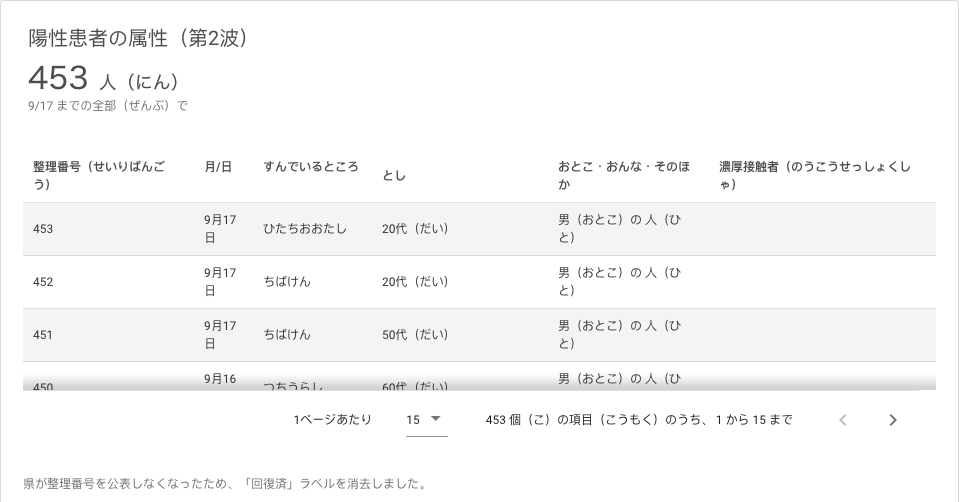 陽性患者の属性（第2波）
453 人（にん）
9/17 までの全部（ぜんぶ）で
整理番号（せいりばんごう） 月/日 すんでいるところ とし おとこ・おんな・そのほか 濃厚接触者（のうこうせっしょくしゃ）
453 9月17日 ひたちおおたし 20代（だい） 男（おとこ）の 人（ひと）
452 9月17日 ちばけん 20代（だい） 男（おとこ）の 人（ひと）
451 9月17日 ちばけん 50代（だい） 男（おとこ）の 人（ひと）
450 9月16 つちうらし 60代（だい） 男（おとこ）の 人（ひ
1ページあたり 15 453 個（こ）の項目（こうもく）のうち、1 から 15 まで
県が整理番号を公表しなくなったため、「回復済」ラベルを消去しました。